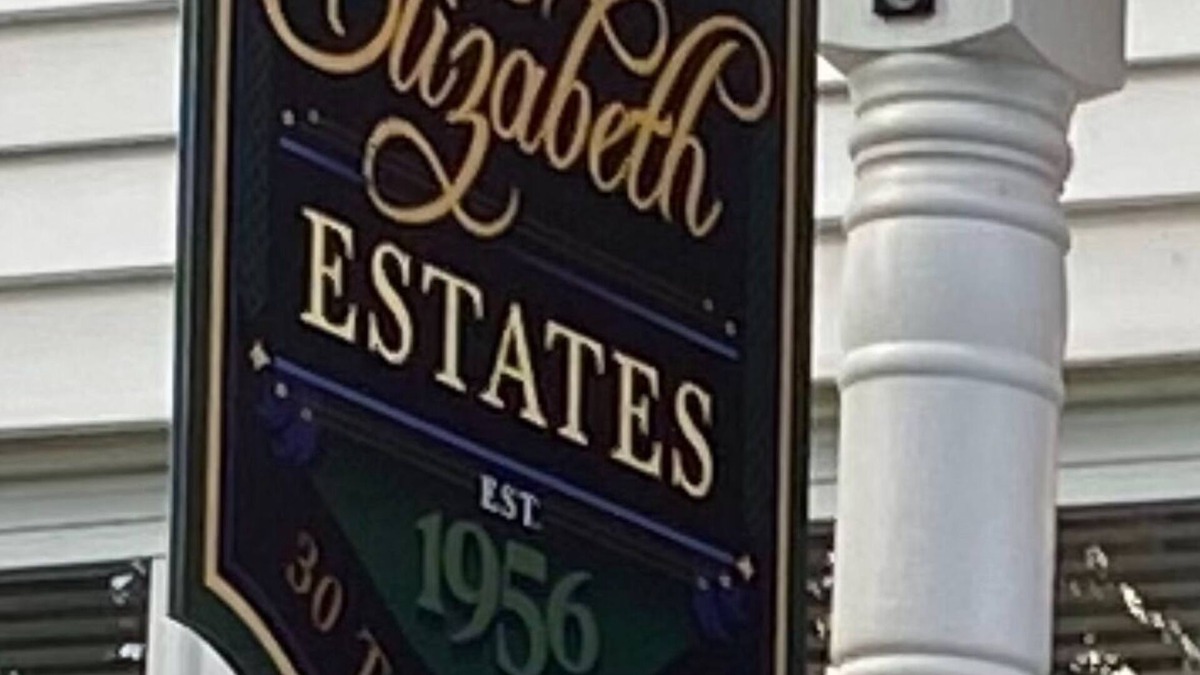 Elizabeth
ESTATES
EST.
1956
30 T